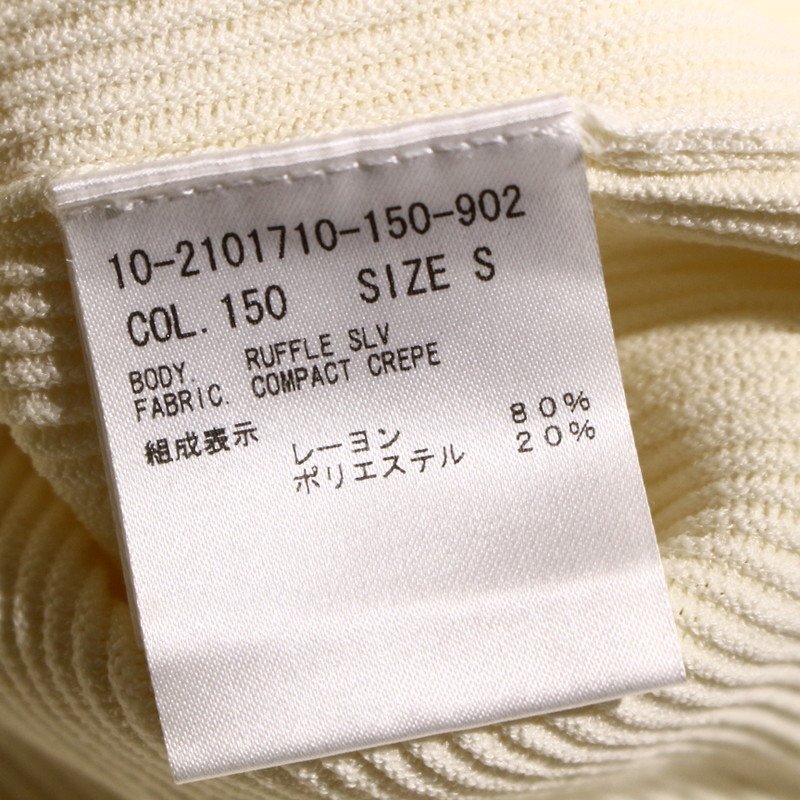 10-2101710-150-902
COL. 150 SIZE S
BODY. RUFFLE SLV
FABRIC. COMPACT CREPE
組成表示 レーヨン 80%
ポリエステル 20%